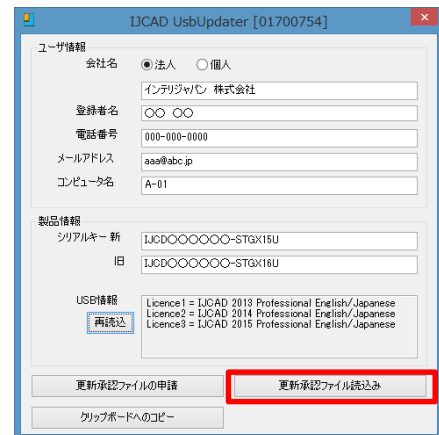 IJCAD UsbUpdater [01700754]
ユーザ情報
会社名 法人 個人
インテリジャパン 株式会社
登録者名 〇〇 〇〇
電話番号 000-000-0000
メールアドレス aaa@abc.jp
コンピュータ名 A-01
製品情報
シリアルキー 新 IJCD〇〇〇〇〇〇-STGX15U
旧 IJCD〇〇〇〇〇〇-STGX16U
USB情報
再読込
Licence1 = IJCAD 2013 Professional English/Japanese
Licence2 = IJCAD 2014 Professional English/Japanese
Licence3 = IJCAD 2015 Professional English/Japanese
更新承認ファイルの申請 更新承認ファイル読込み
クリップボードへのコピー